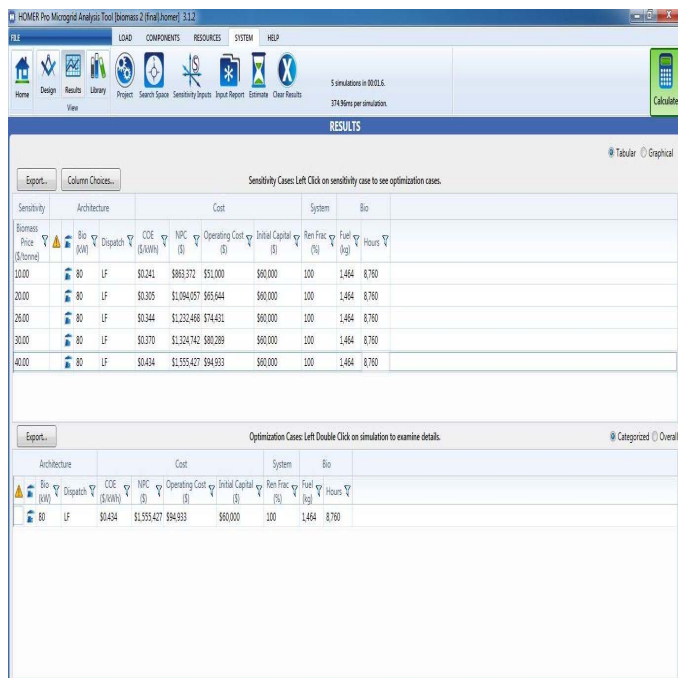 HOMER Pro Microgrid Analysis Tool [biomass 2 (final).homer] 3.1.2
FILE LOAD COMPONENTS RESOURCES SYSTEM HELP
Home Design Results Library Project Search Space Sensitivity Inputs Input Report Estimate Clear Results
View
5 simulations in 00:01.6.
374.96ms per simulation.
Calculate
RESULTS
Tabular Graphical
Export... Column Choices... Sensitivity Cases: Left Click on sensitivity case to see optimization cases.
Sensitivity Architecture Cost System Bio
Biomass Price ($/tonne) Bio (kW) Dispatch COE ($/kWh) NPC ($) Operating Cost ($) Initial Capital ($) Ren Frac (%) Fuel (kg) Hours
10.00 80 LF $0.241 $863,372 $51,000 $60,000 100 1,464 8,760
20.00 80 LF $0.305 $1,094,057 $65,644 $60,000 100 1,464 8,760
26.00 80 LF $0.344 $1,232,468 $74,431 $60,000 100 1,464 8,760
30.00 80 LF $0.370 $1,324,742 $80,289 $60,000 100 1,464 8,760
40.00 80 LF $0.434 $1,555,427 $94,933 $60,000 100 1,464 8,760
Export... Optimization Cases: Left Double Click on simulation to examine details. Categorized Overall
Architecture Cost System Bio
Bio (kW) Dispatch COE ($/kWh) NPC ($) Operating Cost ($) Initial Capital ($) Ren Frac (%) Fuel (kg) Hours
80 LF $0.434 $1,555,427 $94,933 $60,000 100 1,464 8,760